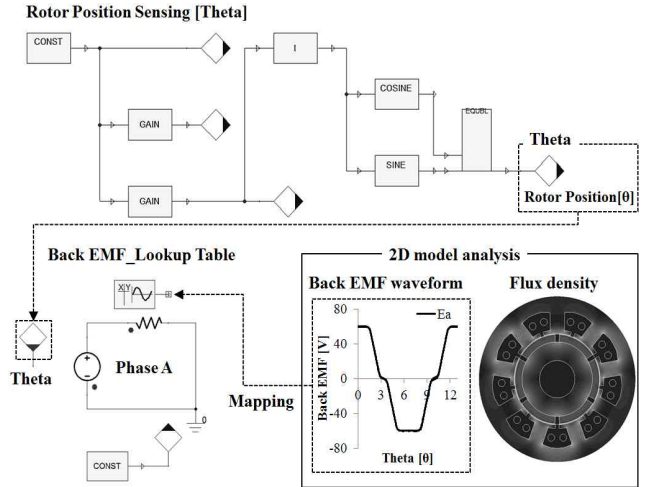 Rotor Position Sensing [Theta]
CONST
I
GAIN
GAIN
COSINE
SINE
EQUBL
Theta
Rotor Position[θ]
Back EMF_Lookup Table
X Y
Phase A
Theta
CONST
0
Mapping
2D model analysis
Back EMF waveform
Flux density
Ea
Back EMF [V]
80
40
0
-40
-80
0 3 6 9 12
Theta [θ]